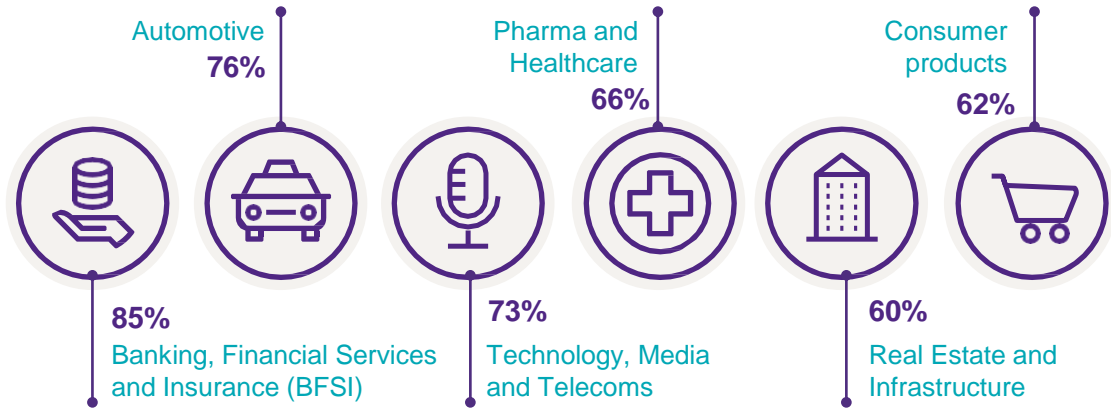 Automotive
76%
Pharma and
Healthcare
66%
Consumer
products
62%
85%
Banking, Financial Services
and Insurance (BFSI)
73%
Technology, Media
and Telecoms
60%
Real Estate and
Infrastructure